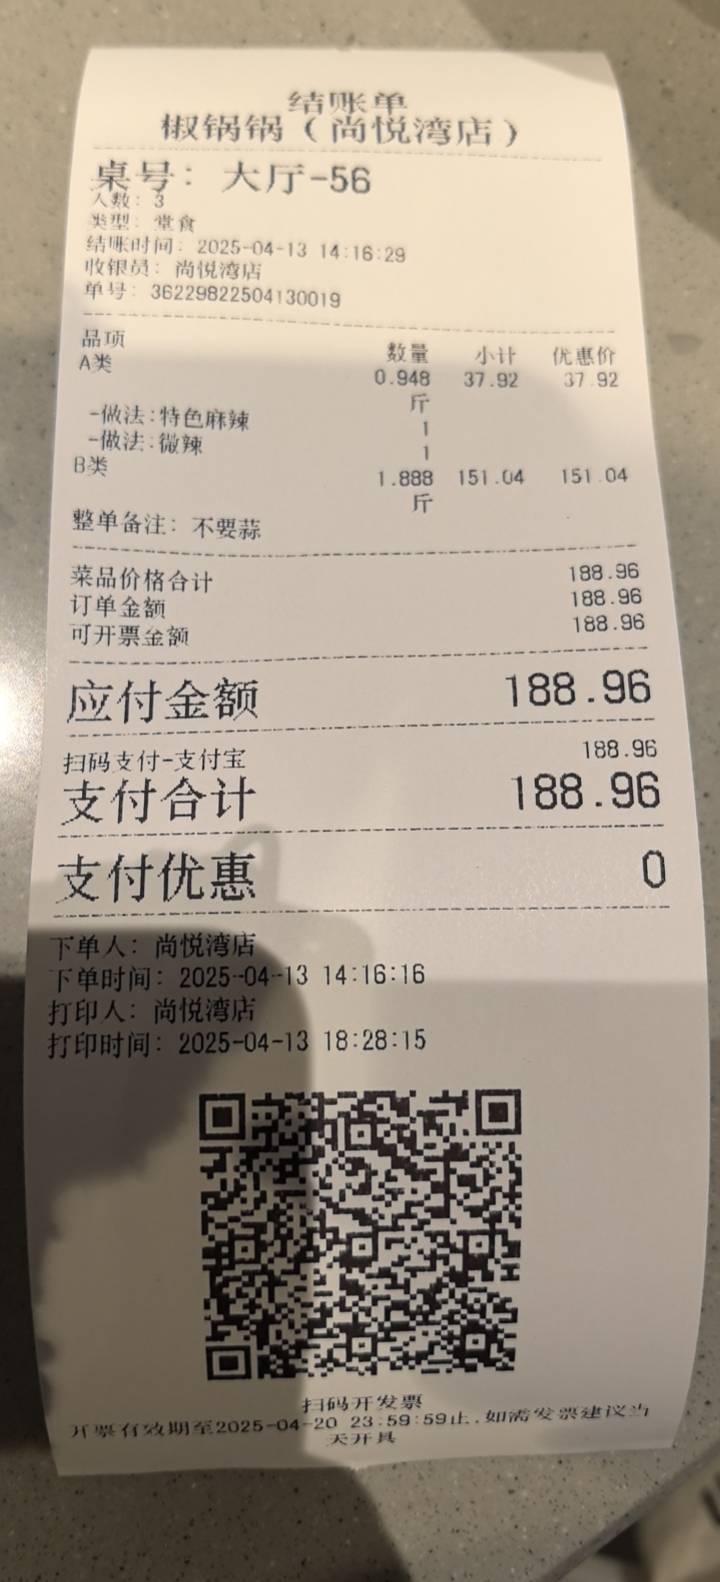 结账单
椒锅锅（尚悦湾店）
桌号： 大厅-56
人数： 3
类型： 堂食
结账时间： 2025-04-13 14:16:29
收银员： 尚悦湾店
单号： 36229822504130019
品项 数量 小计 优惠价
A类 0.948 37.92 37.92
斤
-做法:特色麻辣 1
-做法:微辣 1
B类 1.888 151.04 151.04
斤
整单备注： 不要蒜
菜品价格合计 188.96
订单金额 188.96
可开票金额 188.96
应付金额 188.96
扫码支付-支付宝 188.96
支付合计 188.96
支付优惠 0
下单人： 尚悦湾店
下单时间： 2025-04-13 14:16:16
打印人： 尚悦湾店
打印时间： 2025-04-13 18:28:15
扫码开发票
开票有效期至2025-04-20 23:59:59止,如需发票建议当
天开具